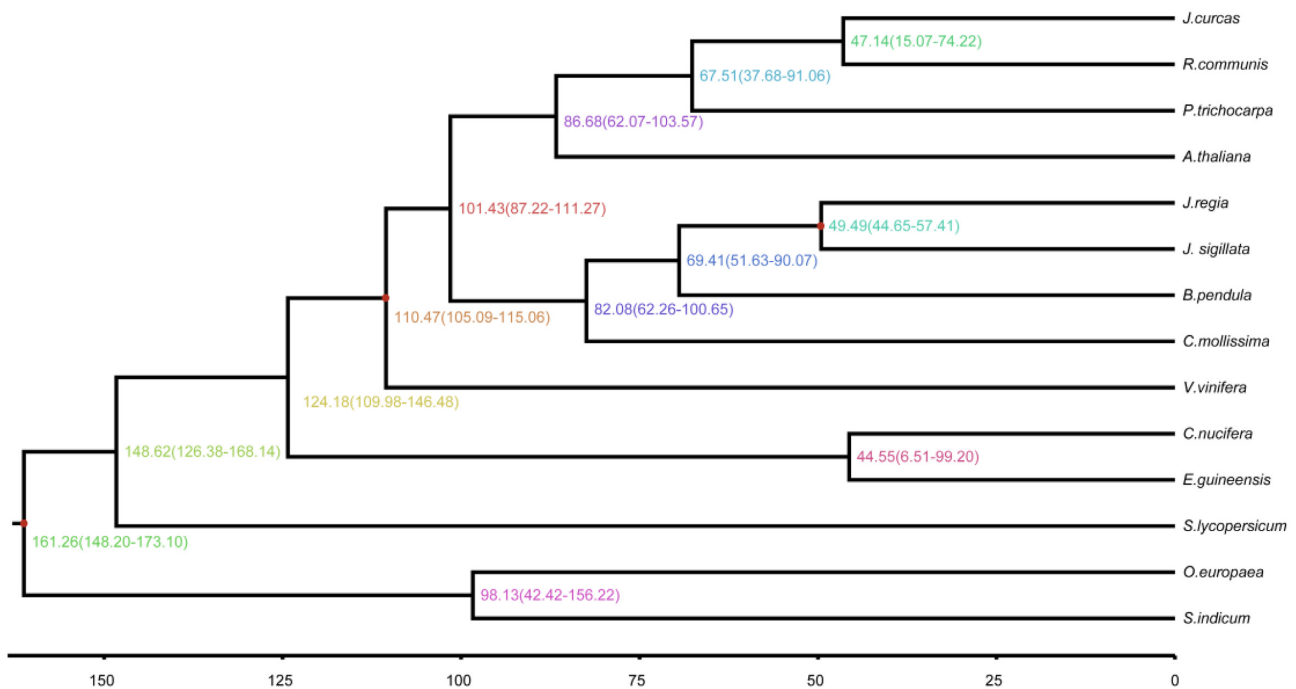 J.curcas
47.14(15.07-74.22)
R.communis
67.51(37.68-91.06)
P.trichocarpa
86.68(62.07-103.57)
A.thaliana
J.regia
101.43(87.22-111.27)
49.49(44.65-57.41)
J. sigillata
69.41(51.63-90.07)
B.pendula
82.08(62.26-100.65)
110.47(105.09-115.06)
C.mollissima
V.vinifera
124.18(109.98-146.48)
C.nucifera
148.62(126.38-168.14)
44.55(6.51-99.20)
E.guineensis
S.lycopersicum
161.26(148.20-173.10)
O.europaea
98.13(42.42-156.22)
S.indicum
150 125 100 75 50 25 0